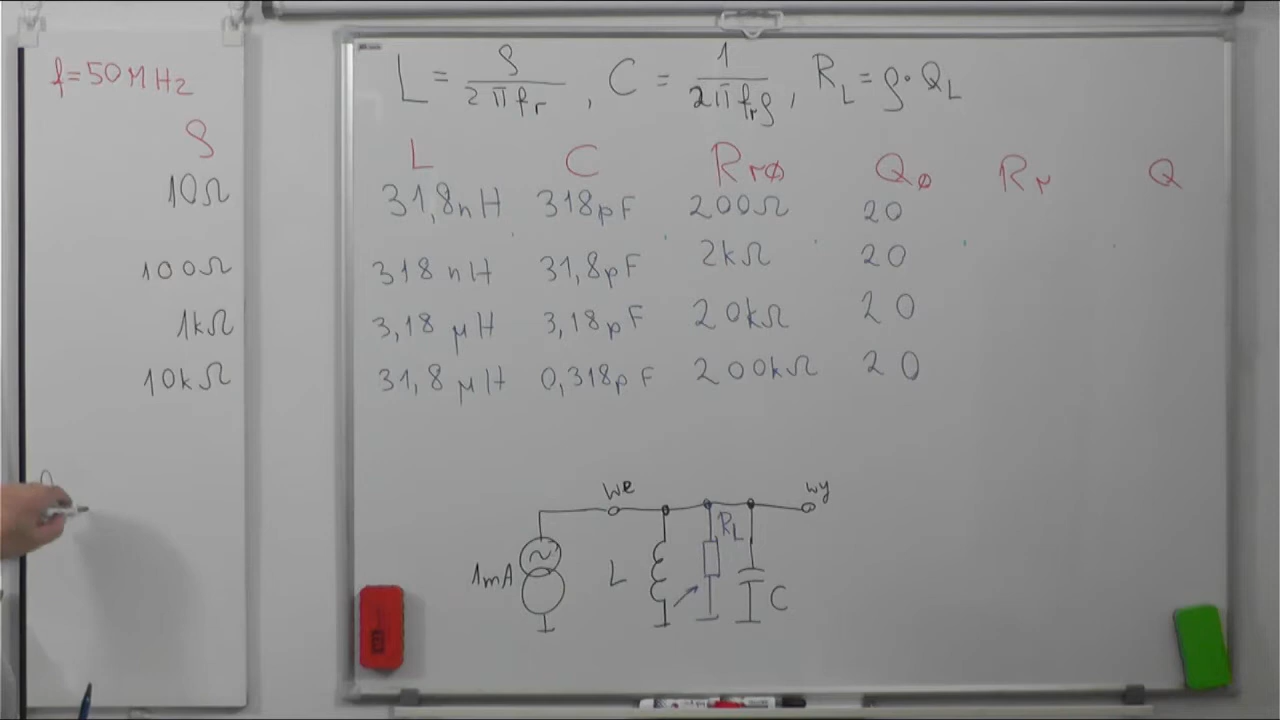 f=50MHz
L = ρ / 2πfr , C = 1 / 2πfrρ , RL = ρ·QL
ρ L C Rrø Qø Rr Q
10Ω 31,8nH 318pF 200Ω 20
100Ω 318nH 31,8pF 2kΩ 20
1kΩ 3,18μH 3,18pF 20kΩ 20
10kΩ 31,8μH 0,318pF 200kΩ 20
we wy
RL
1mA L C